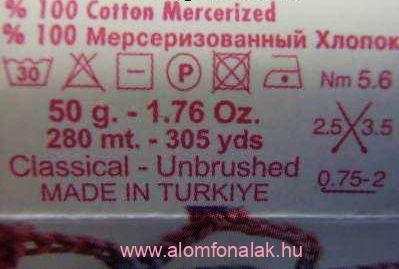 % 100 Cotton Mercerized
% 100 Мерсеризованный Хлопок
30 P Nm 5.6
50 g. - 1.76 Oz.
280 mt. - 305 yds
2.5 3.5
Classical - Unbrushed
0.75-2
MADE IN TURKIYE
www.alomfonalak.hu